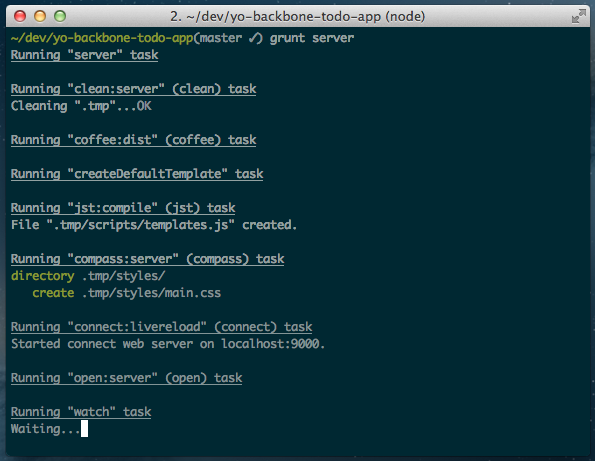 2. ~/dev/yo-backbone-todo-app (node)
~/dev/yo-backbone-todo-app(master ✓) grunt server
Running "server" task
Running "clean:server" (clean) task
Cleaning ".tmp"...OK
Running "coffee:dist" (coffee) task
Running "createDefaultTemplate" task
Running "jst:compile" (jst) task
File ".tmp/scripts/templates.js" created.
Running "compass:server" (compass) task
directory .tmp/styles/
create .tmp/styles/main.css
Running "connect:livereload" (connect) task
Started connect web server on localhost:9000.
Running "open:server" (open) task
Running "watch" task
Waiting...